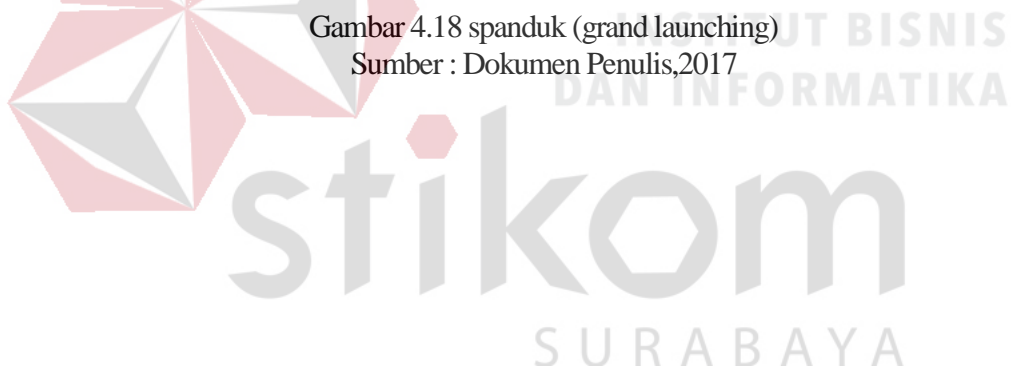 Gambar 4.18 spanduk (grand launching)
Sumber : Dokumen Penulis,2017
INSTITUT BISNIS
DAN INFORMATIKA
stikom
SURABAYA